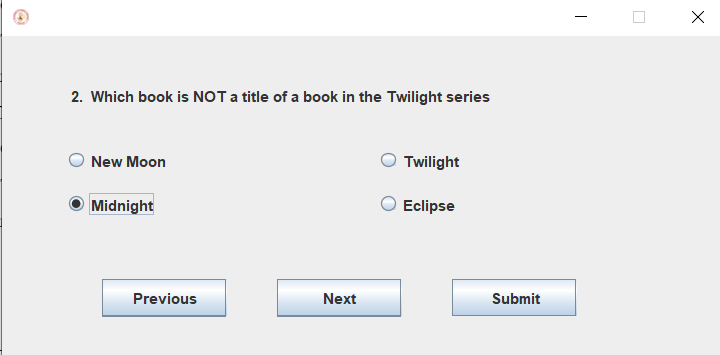 2. Which book is NOT a title of a book in the Twilight series
New Moon
Twilight
Midnight
Eclipse
Previous
Next
Submit